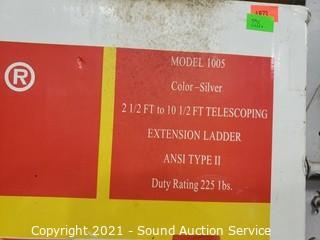 ®
MODEL 1005
Color–Silver
2 1/2 FT to 10 1/2 FT TELESCOPING
EXTENSION LADDER
ANSI TYPE II
Duty Rating 225 lbs.
Copyright 2021 - Sound Auction Service